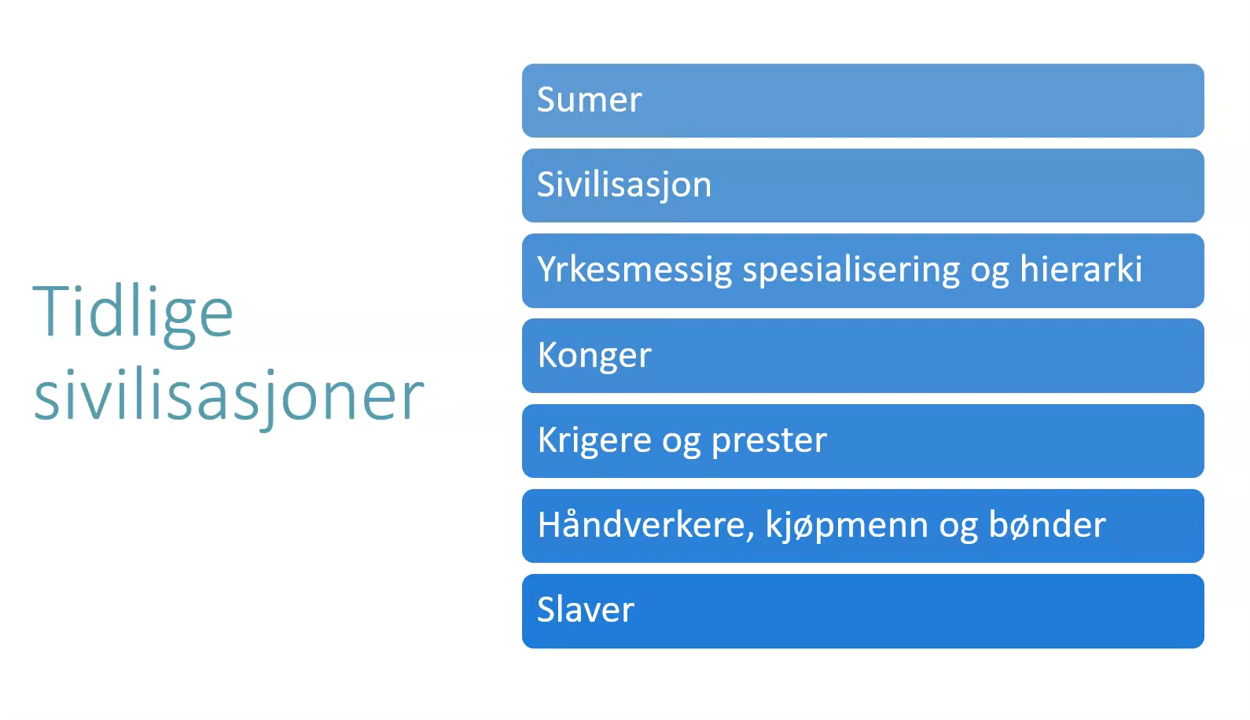 Tidlige
sivilisasjoner
Sumer
Sivilisasjon
Yrkesmessig spesialisering og hierarki
Konger
Krigere og prester
Håndverkere, kjøpmenn og bønder
Slaver